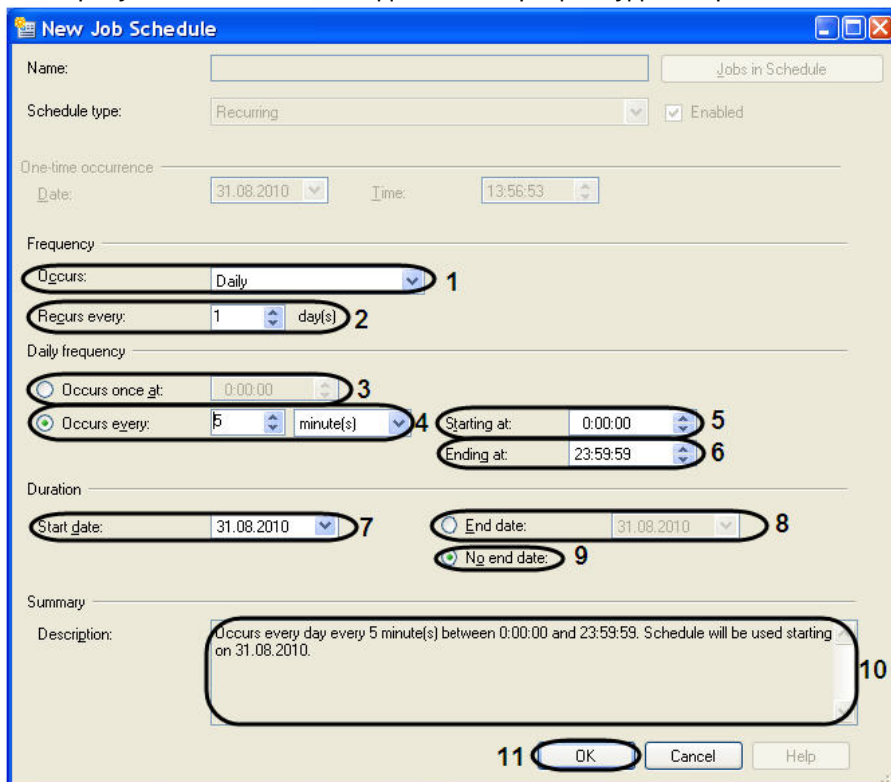 New Job Schedule
Name:
Jobs in Schedule
Schedule type: Recurring Enabled
One-time occurrence
Date: 31.08.2010 Time: 13:56:53
Frequency
Occurs: Daily 1
Recurs every: 1 day(s) 2
Daily frequency
Occurs once at: 0:00:00 3
Occurs every: 5 minute(s) 4 Starting at: 0:00:00 5
Ending at: 23:59:59 6
Duration
Start date: 31.08.2010 7 End date: 31.08.2010 8
No end date: 9
Summary
Description: Occurs every day every 5 minute(s) between 0:00:00 and 23:59:59. Schedule will be used starting
on 31.08.2010.
10
11 OK Cancel Help